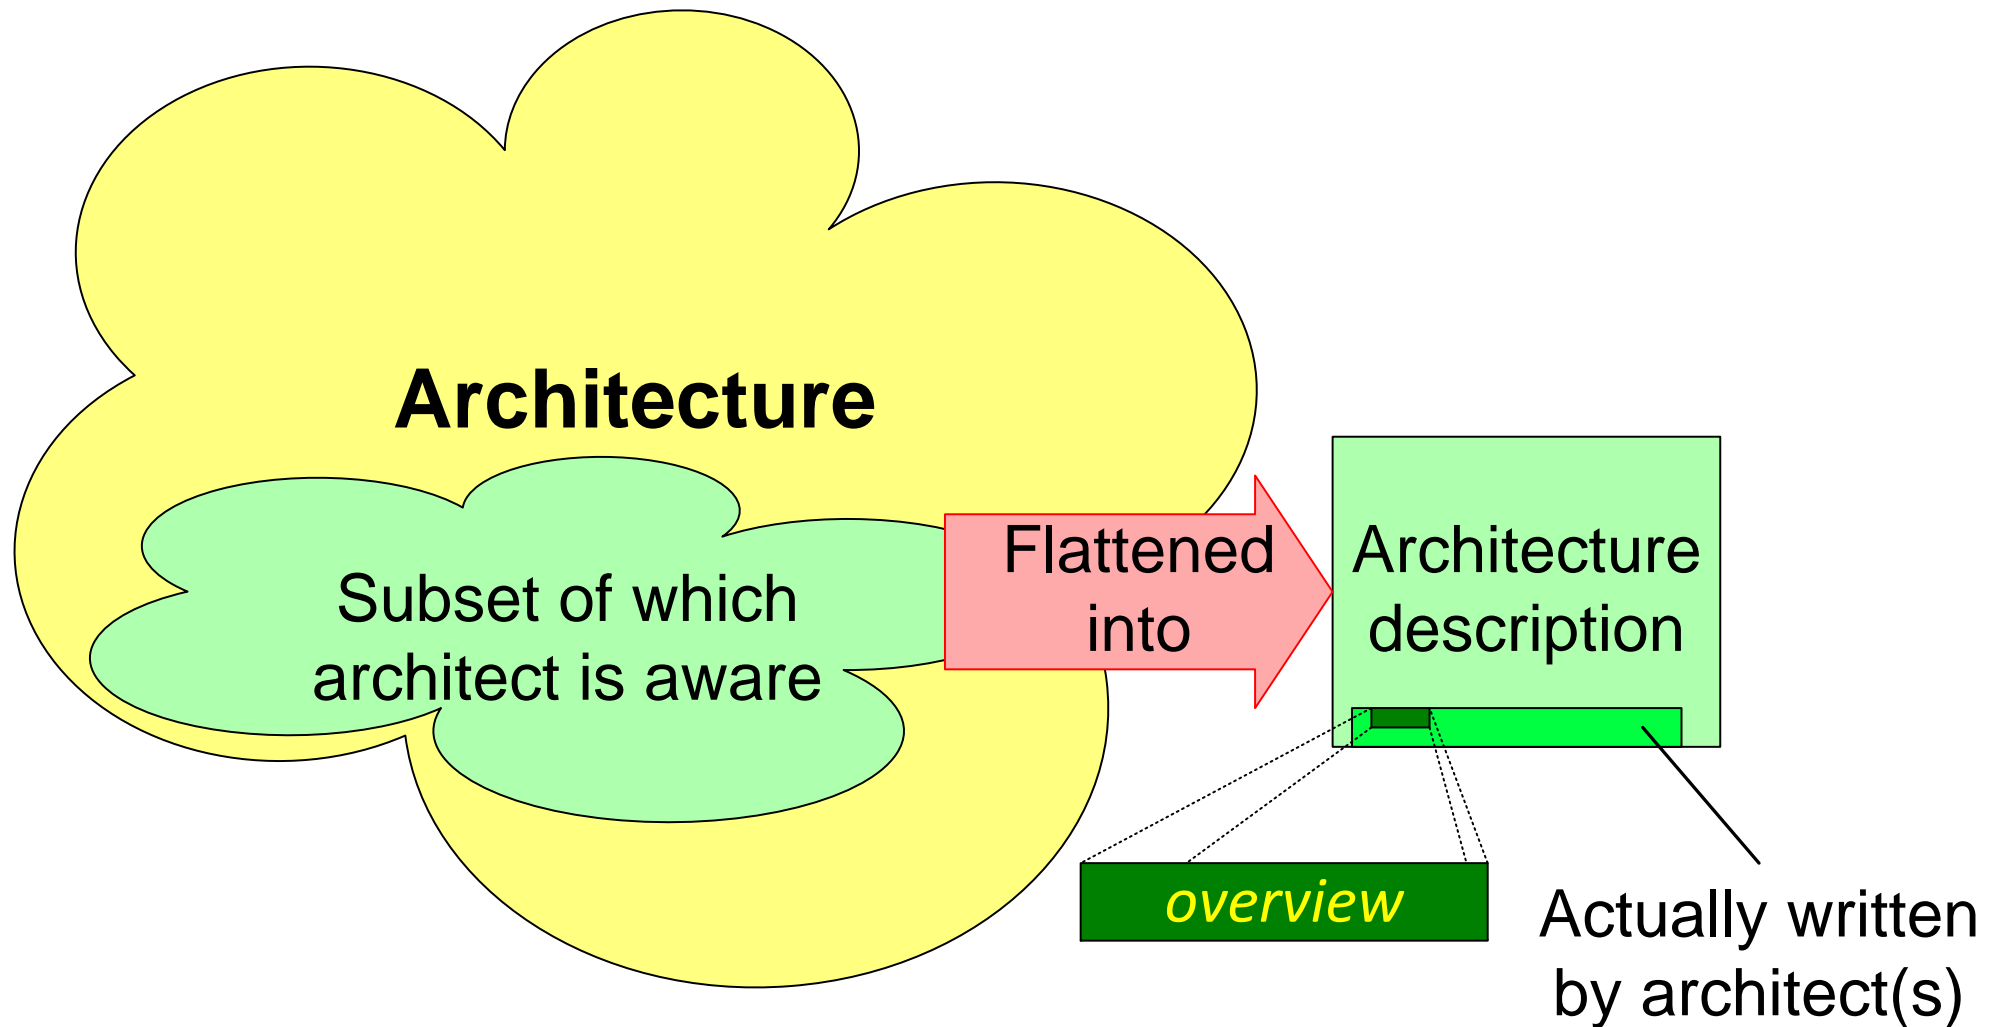 Architecture
Subset of which
architect is aware
Flattened
into
Architecture
description
overview
Actually written
by architect(s)